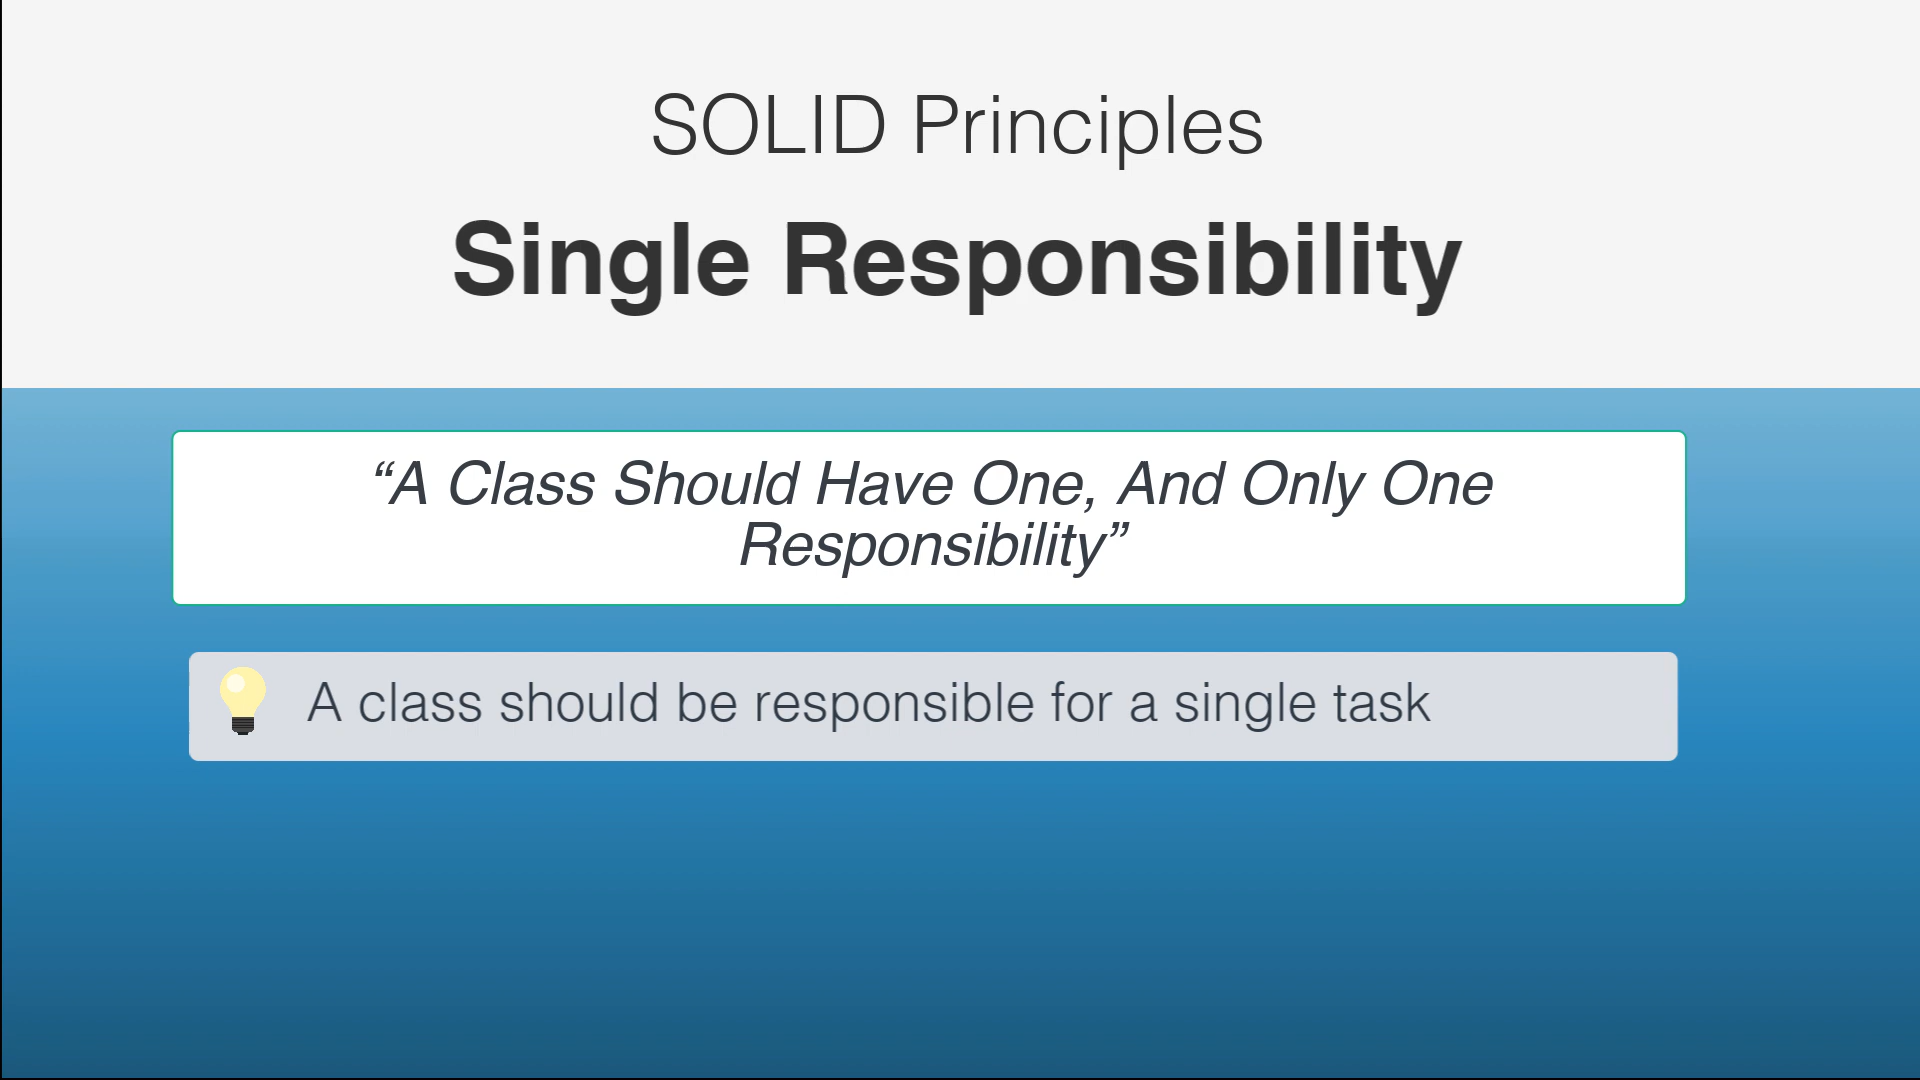 SOLID Principles
Single Responsibility
“A Class Should Have One, And Only One
Responsibility”
A class should be responsible for a single task